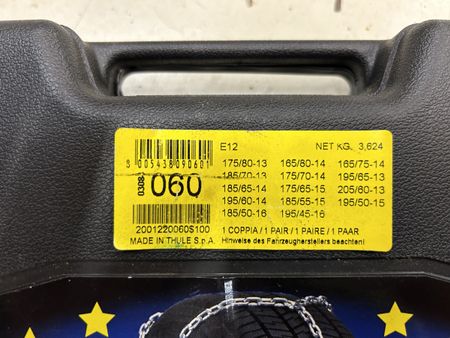 E12 NET KG. 3,624
8 005438 090601
175/80-13 165/80-14 165/75-14
185/70-13 175/70-14 195/65-13
185/65-14 175/65-15 205/60-13
195/60-14 185/55-15 195/50-15
185/50-16 195/45-16
060
2001220060S100
MADE IN THULE S.p.A.
1 COPPIA / 1 PAIR / 1 PAIRE / 1 PAAR
Hinweise des Fahrzeugherstellers beachten!